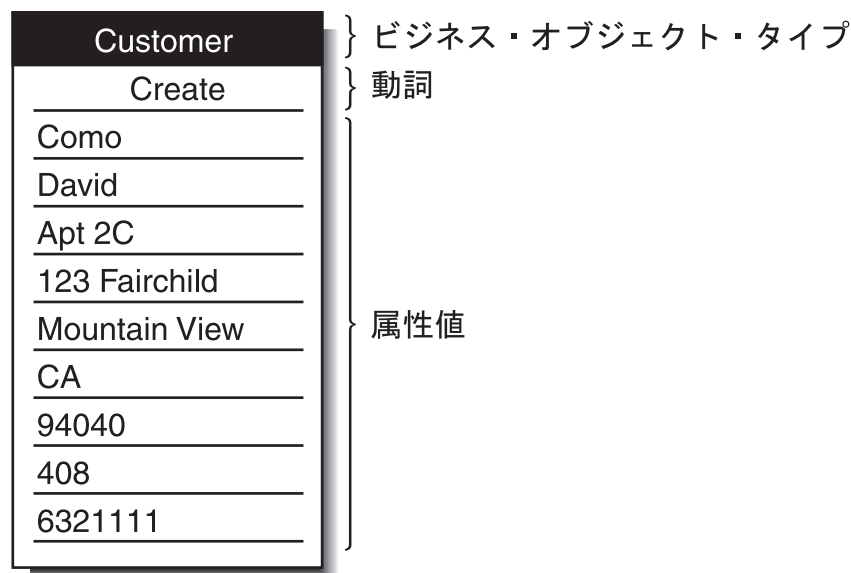 Customer } ビジネス・オブジェクト・タイプ
Create } 動詞
Como
David
Apt 2C
123 Fairchild
Mountain View
属性値
CA
94040
408
6321111